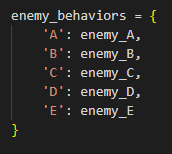 enemy_behaviors = {
    'A': enemy_A,
    'B': enemy_B,
    'C': enemy_C,
    'D': enemy_D,
    'E': enemy_E
}